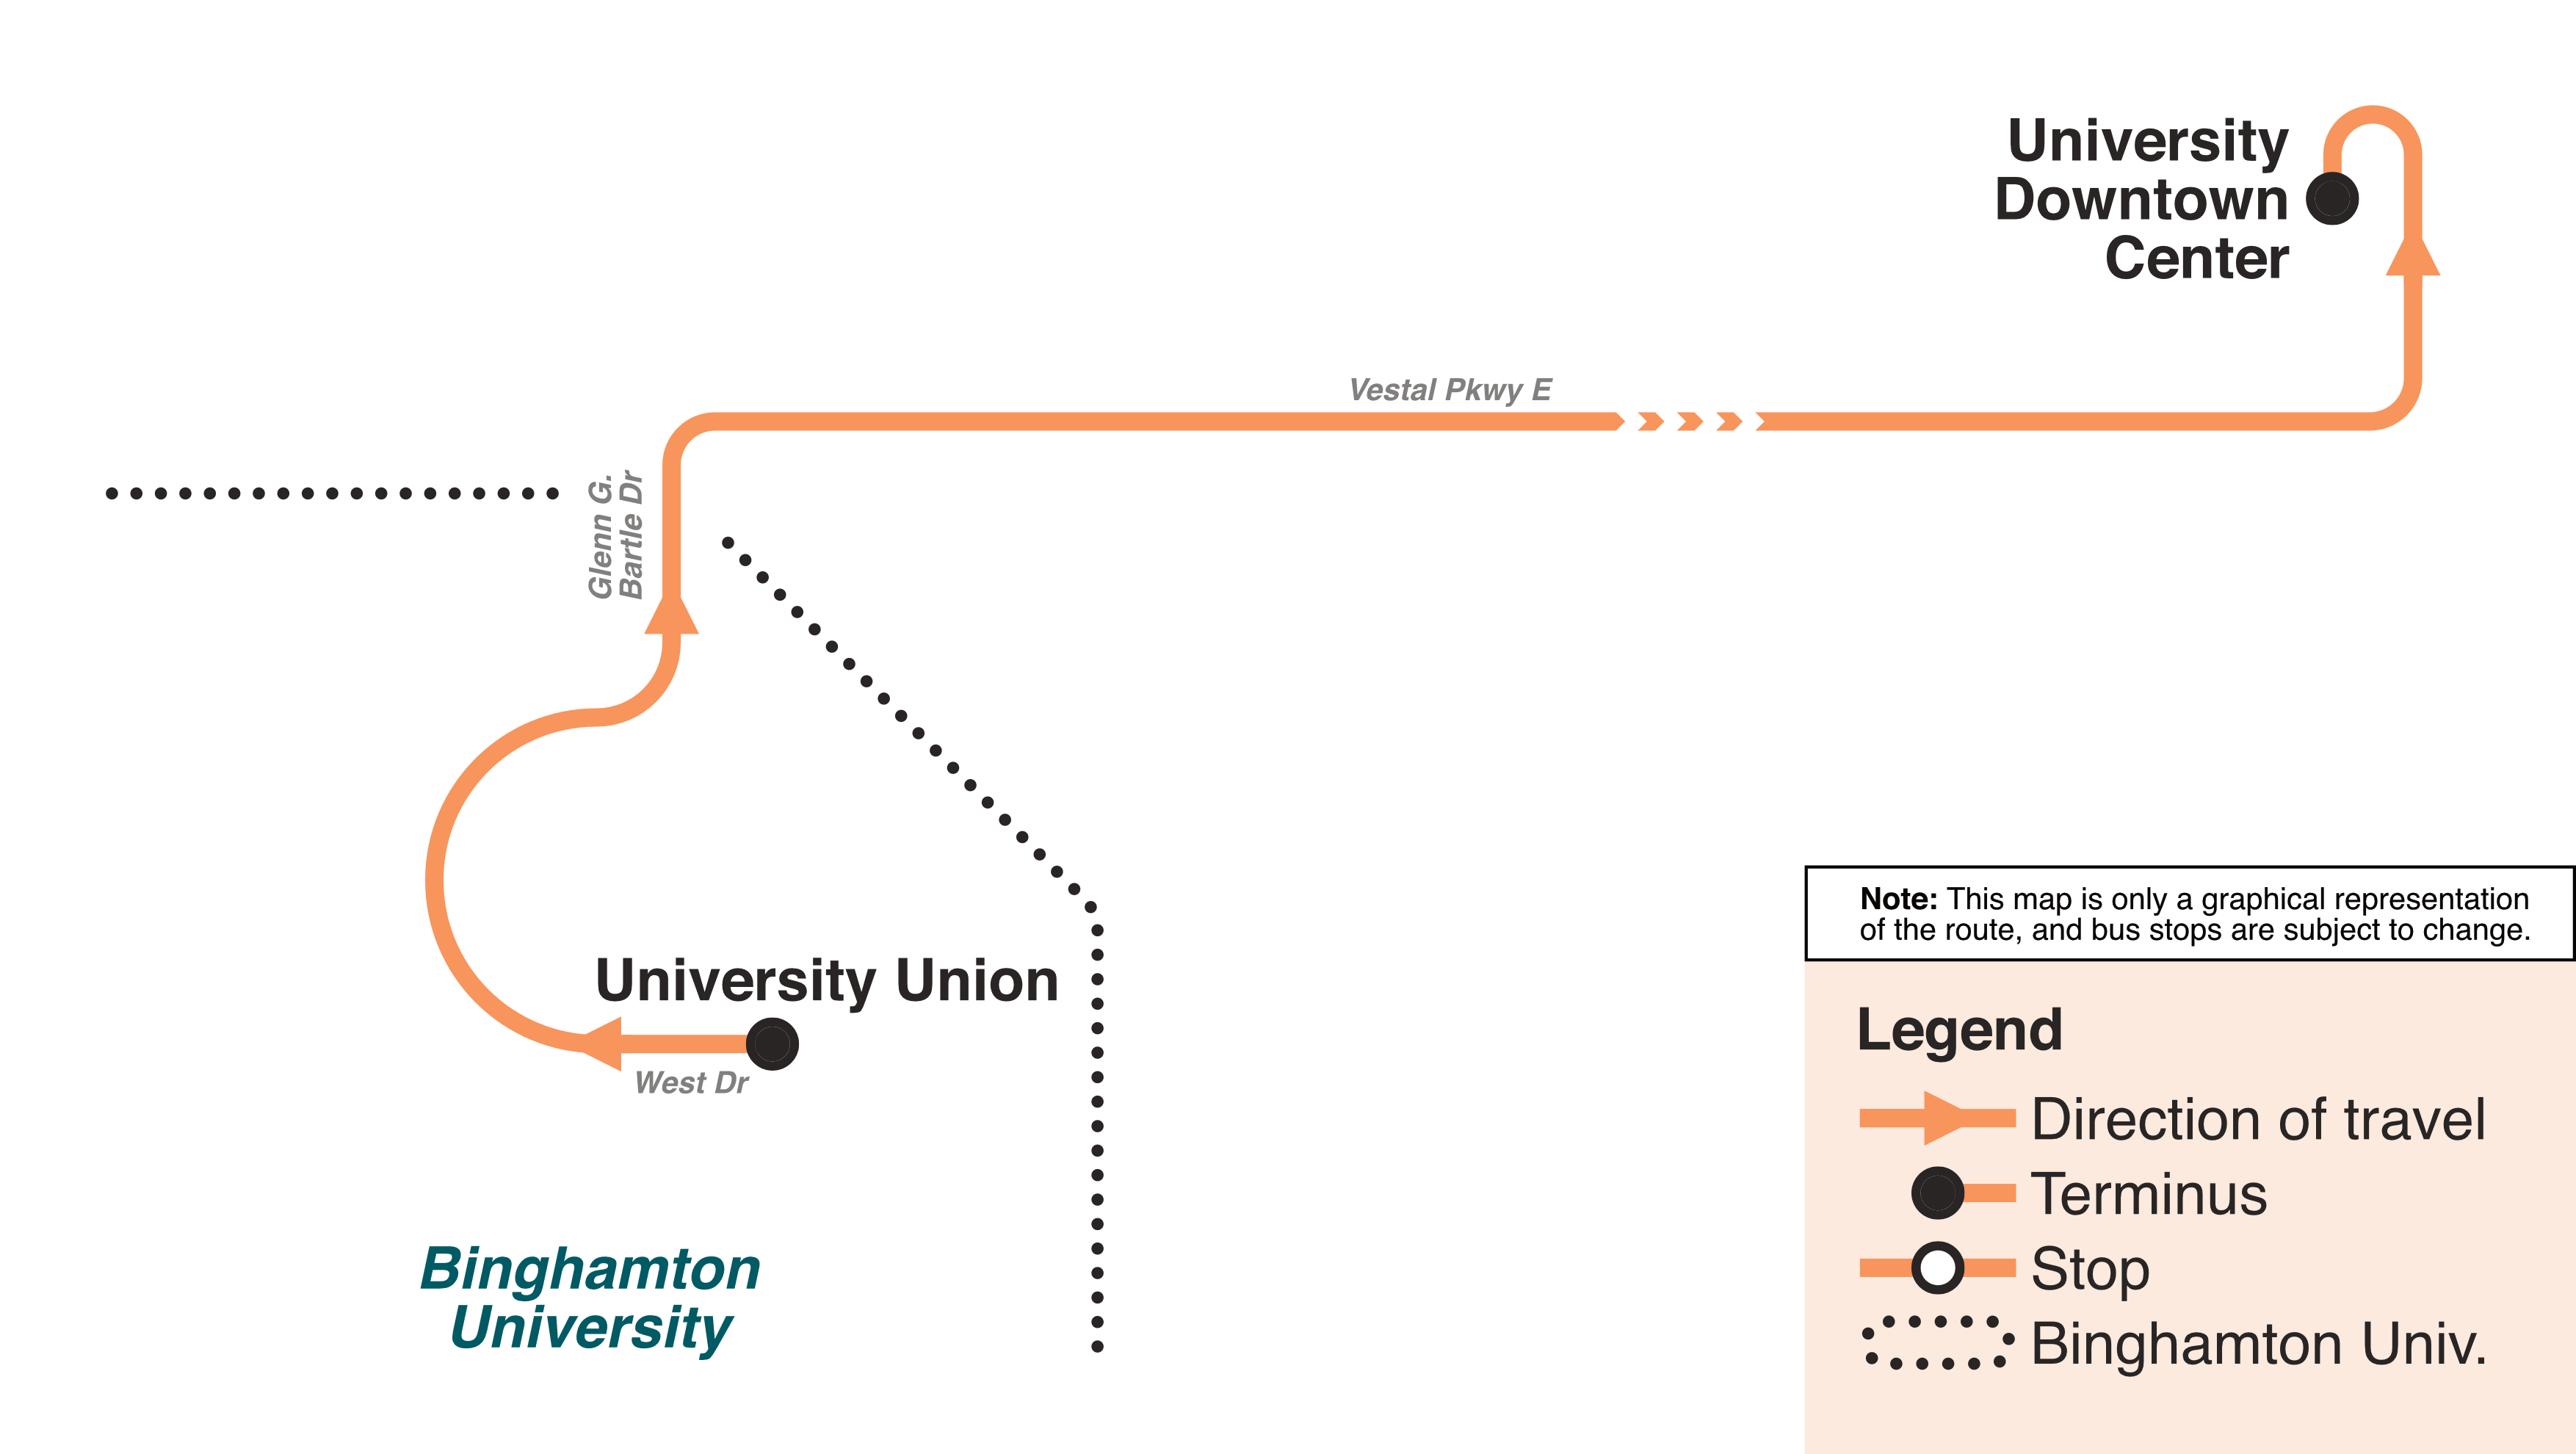 University
Downtown
Center
Vestal Pkwy E
Glenn G.
Bartle Dr
University Union
West Dr
Binghamton
University
Note: This map is only a graphical representation
of the route, and bus stops are subject to change.
Legend
Direction of travel
Terminus
Stop
Binghamton Univ.